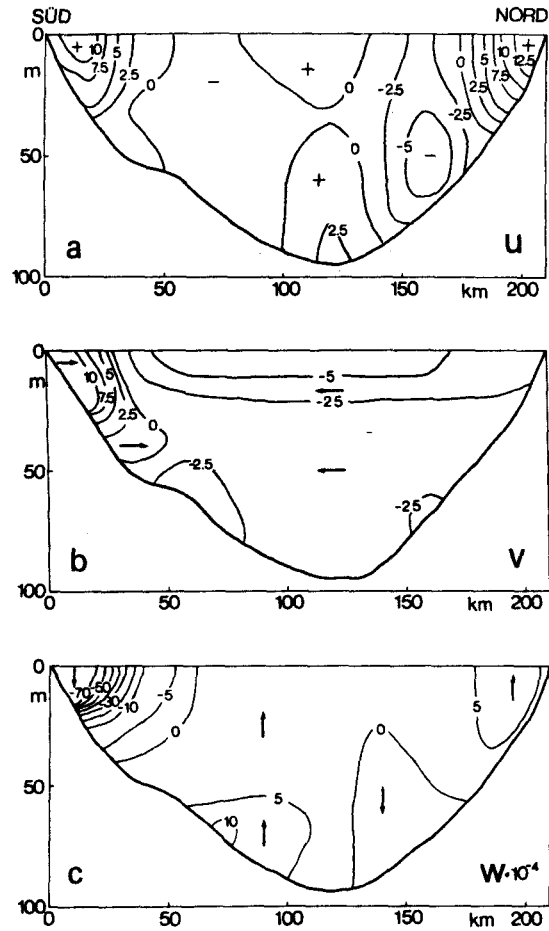 SÜD NORD
0 + 10 5 2.5 0 0 5 + 12.5
m 7.5 - + 0 -2.5 2.5 7.5
0 -2.5
50 0 -5 -
+
2.5
a u
100
0 50 100 150 km 200
0 10 5 -5
7.5 -2.5
m 2.5 0
50 -2.5
-2.5
b v
100
0 50 100 150 km 200
0 -70 -50 -30 -10 -5 5
m 0 0
50 5
10
c W·10⁻⁴
100
0 50 100 150 km 200